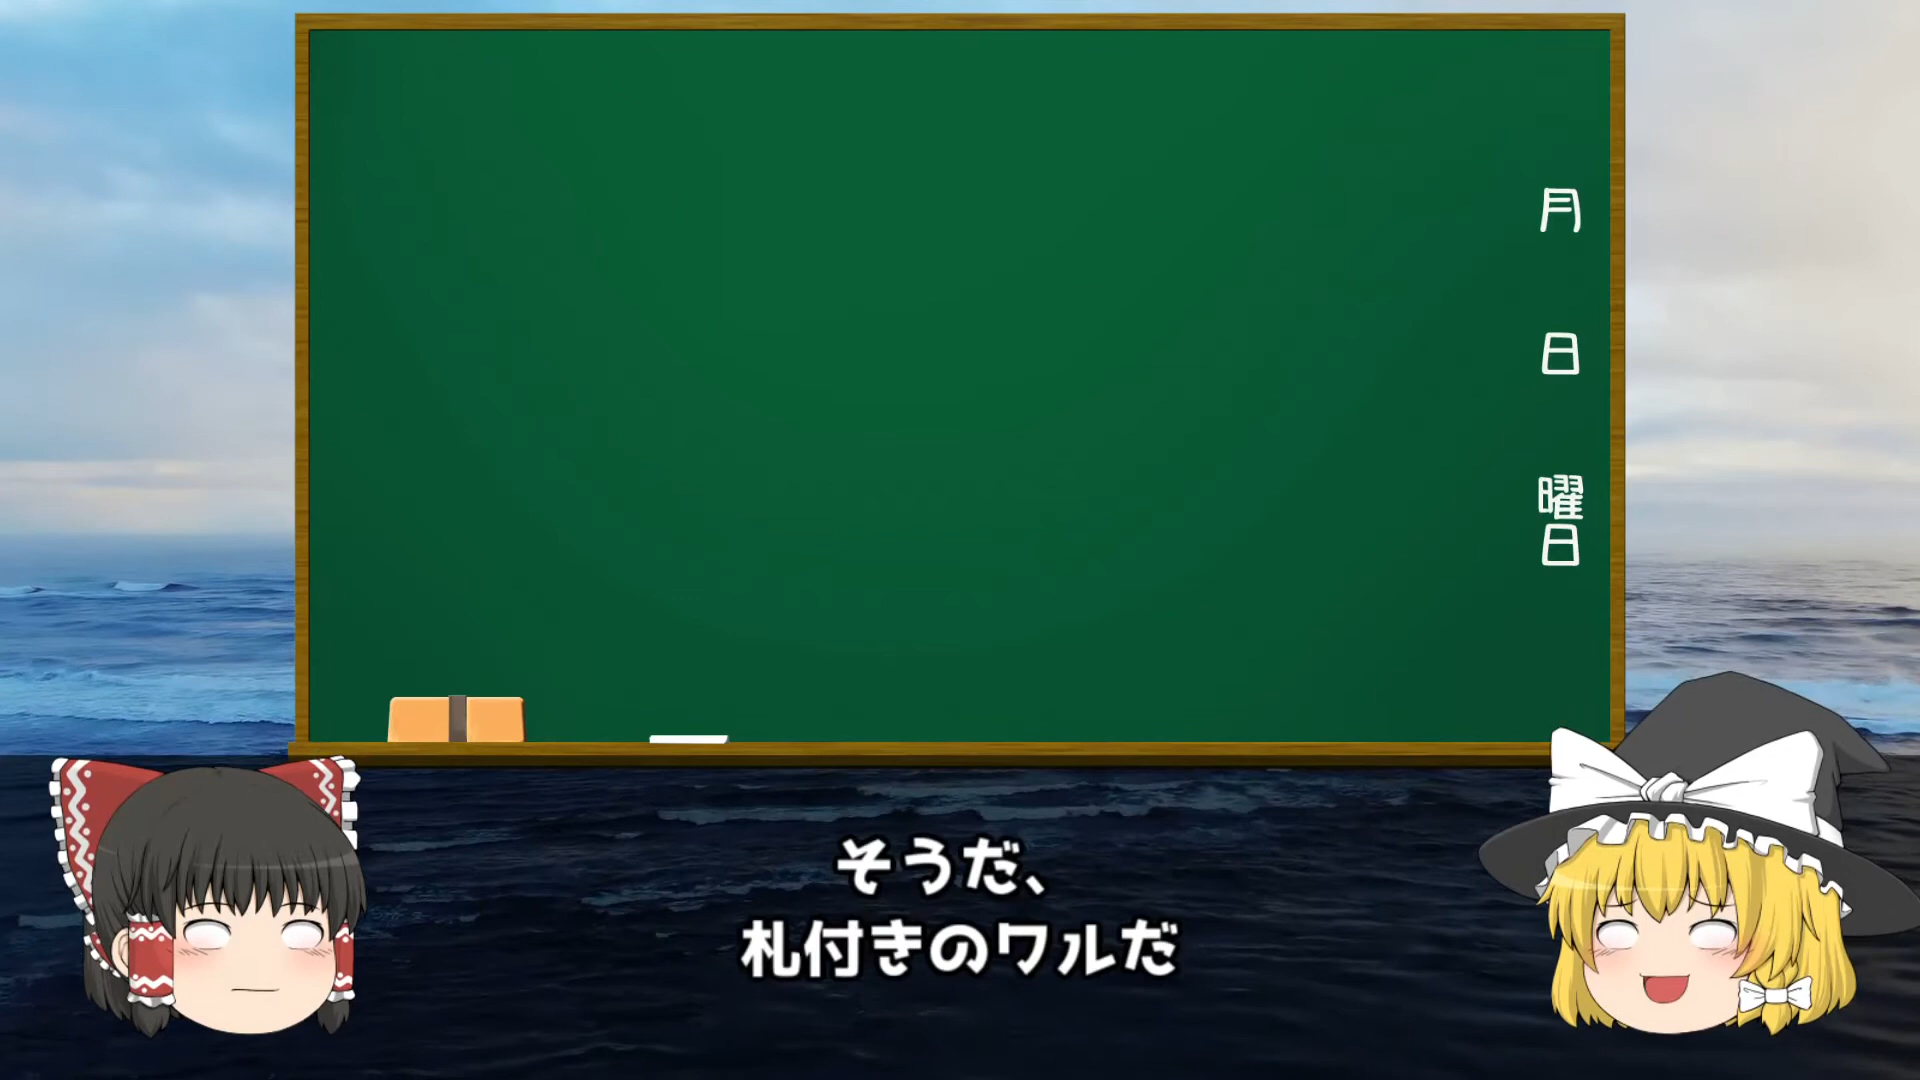 月
日
曜日
そうだ、
札付きのワルだ